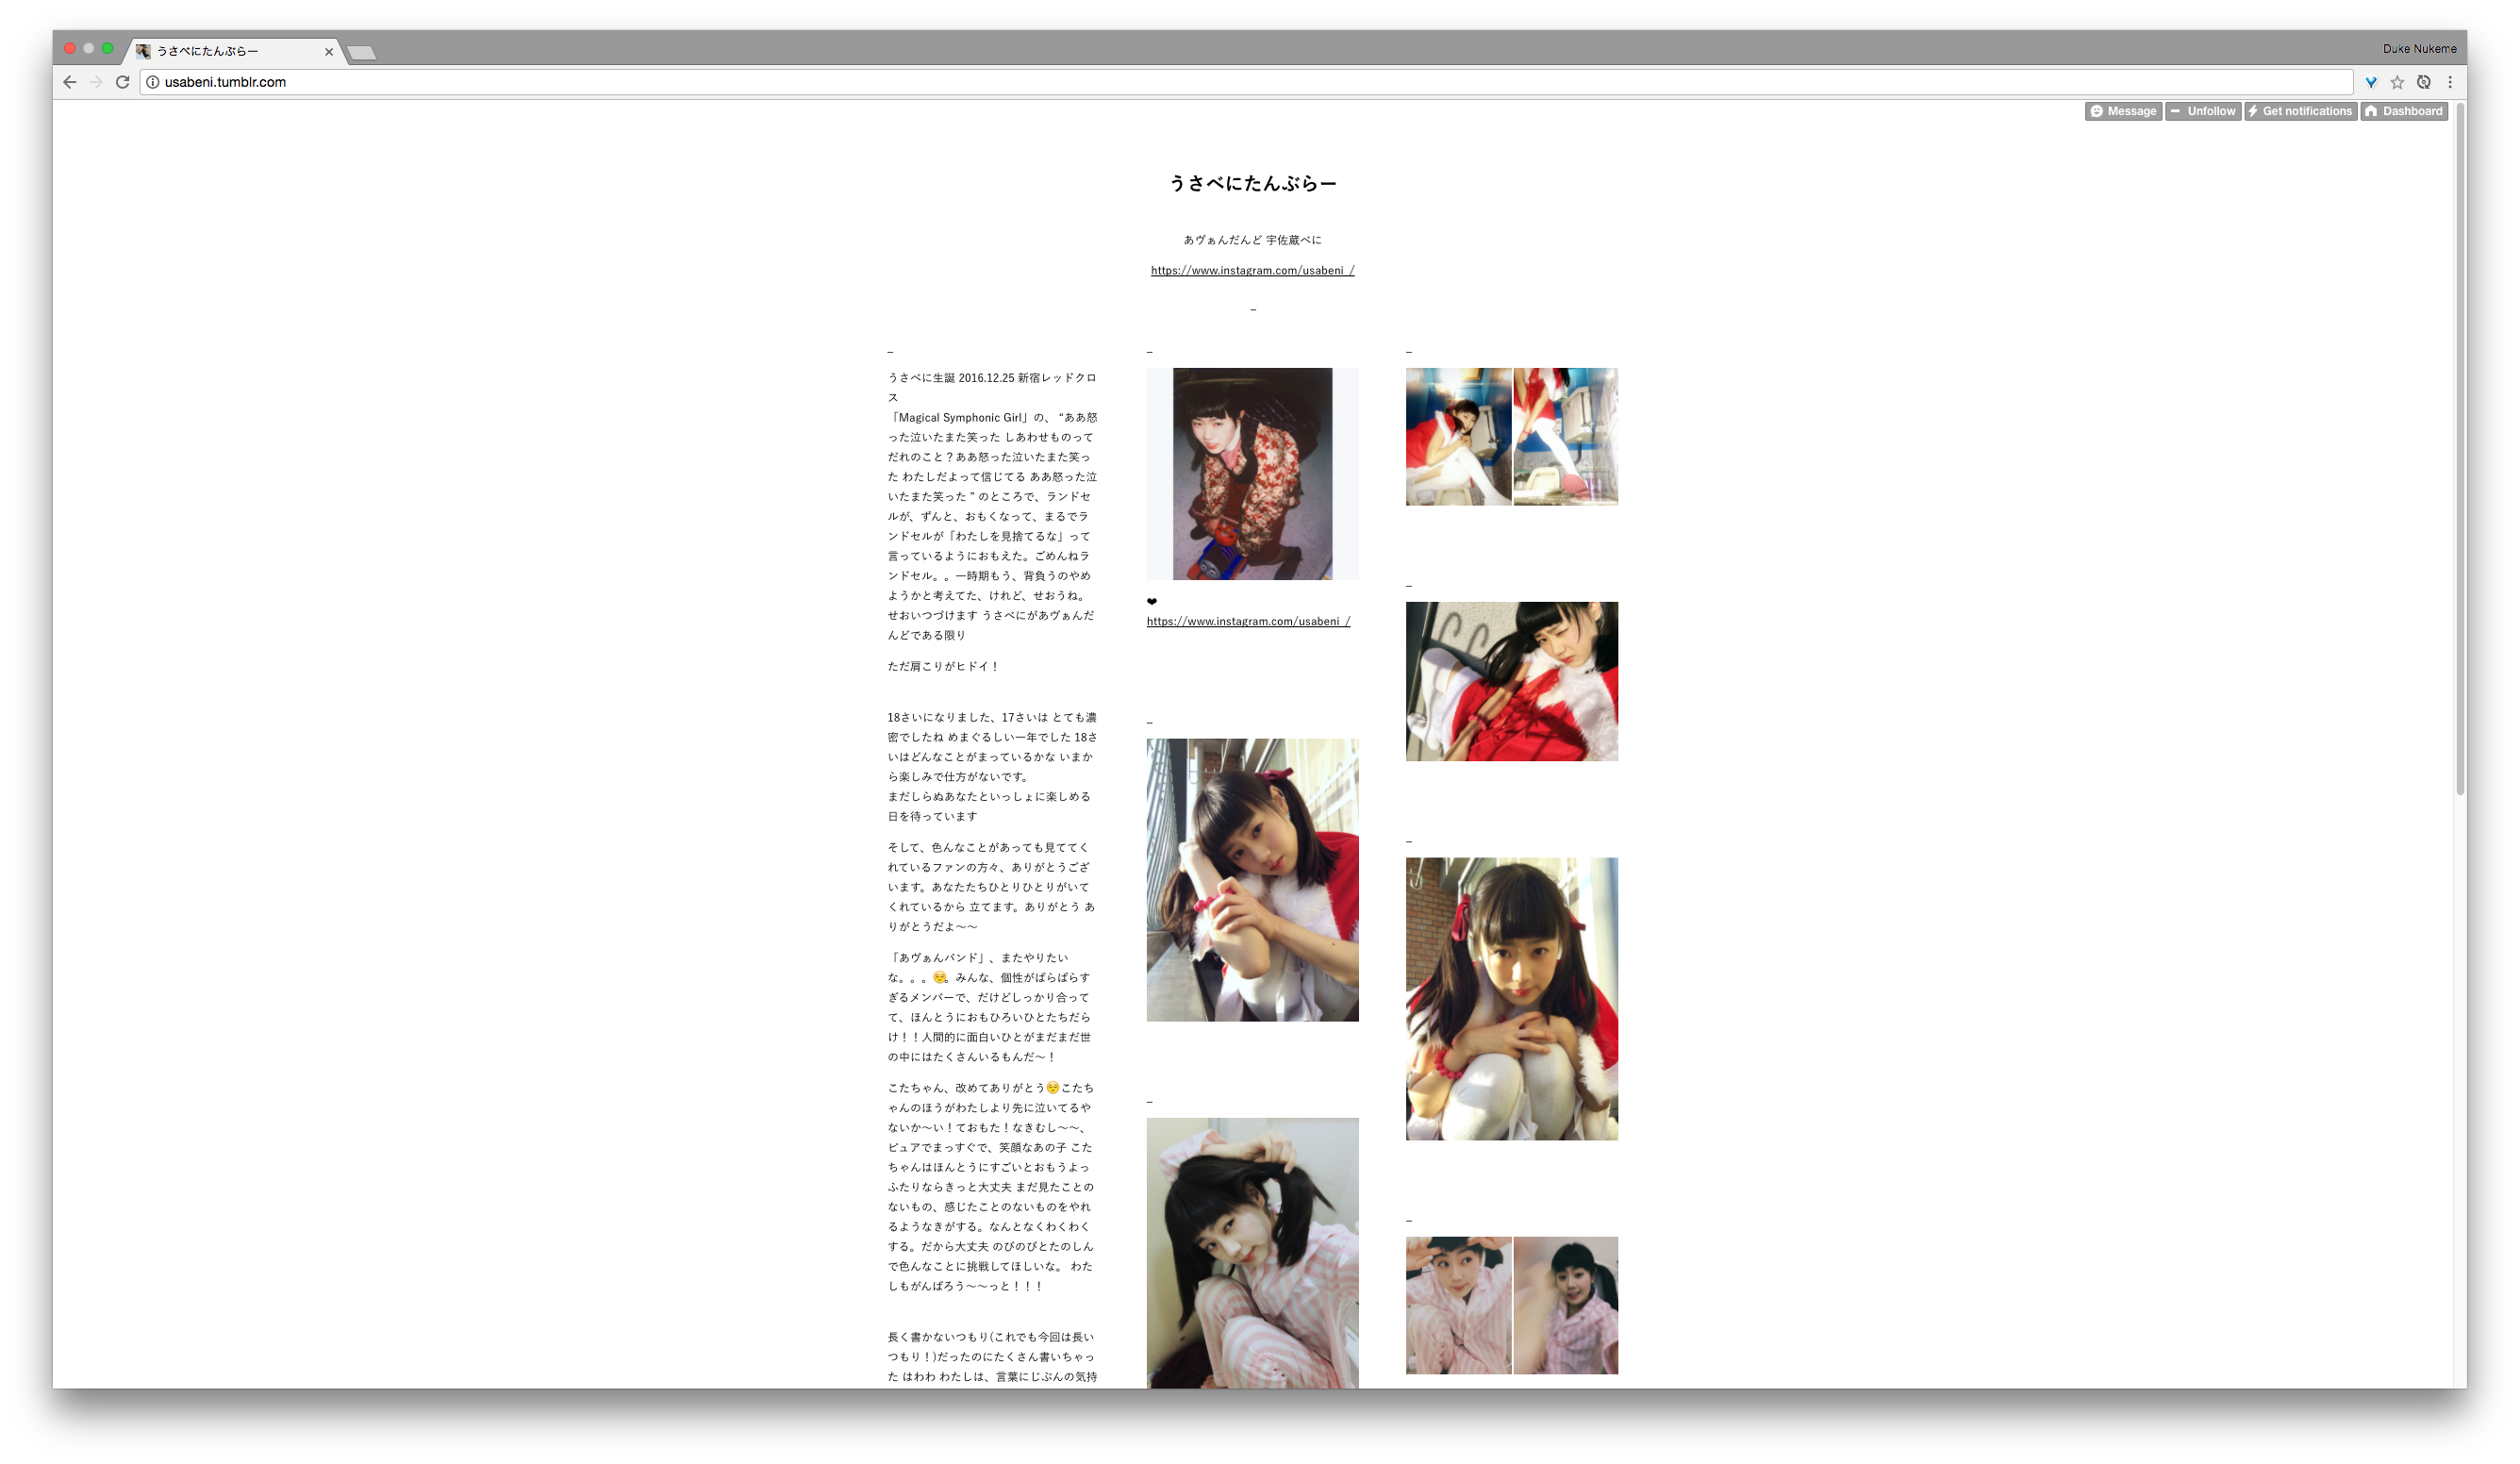 うさべにたんぶらー
Duke Nukeme
usabeni.tumblr.com
Message
Unfollow
Get notifications
Dashboard
うさべにたんぶらー
あヴぁんだんど 宇佐蔵べに
https://www.instagram.com/usabeni_/
–
–
うさべに生誕 2016.12.25 新宿レッドクロ
ス
「Magical Symphonic Girl」の、 “ああ怒
った泣いたまた笑った しあわせものって
だれのこと？ああ怒った泣いたまた笑っ
た わたしだよって信じてる ああ怒った泣
いたまた笑った ” のところで、ランドセ
ルが、ずんと、おもくなって、まるでラ
ンドセルが「わたしを見捨てるな」って
言っているようにおもえた。ごめんねラ
ンドセル。。一時期もう、背負うのやめ
ようかと考えてた、けれど、せおうね。
せおいつづけます うさべにがあヴぁんだ
んどである限り
ただ肩こりがヒドイ！
18さいになりました、17さいは とても濃
密でしたね めまぐるしい一年でした 18さ
いはどんなことがまっているかな いまか
ら楽しみで仕方がないです。
まだしらぬあなたといっしょに楽しめる
日を待っています
そして、色んなことがあっても見ててく
れているファンの方々、ありがとうござ
います。あなたたちひとりひとりがいて
くれているから 立てます。ありがとう あ
りがとうだよ〜〜
「あヴぁんバンド」、またやりたい
な。。。😌。みんな、個性がばらばらす
ぎるメンバーで、だけどしっかり合って
て、ほんとうにおもひろいひとたちだら
け！！人間的に面白いひとがまだまだ世
の中にはたくさんいるもんだ〜！
こたちゃん、改めてありがとう😌こたち
ゃんのほうがわたしより先に泣いてるや
ないか〜い！ておもた！なきむし〜〜、
ピュアでまっすぐで、笑顔なあの子 こた
ちゃんはほんとうにすごいとおもうよっ
ふたりならきっと大丈夫 まだ見たことの
ないもの、感じたことのないものをやれ
るようなきがする。なんとなくわくわく
する。だから大丈夫 のびのびとたのしん
で色んなことに挑戦してほしいな。 わた
しもがんばろう〜〜っと！！！
長く書かないつもり(これでも今回は長い
つもり！)だったのにたくさん書いちゃっ
た はわわ わたしは、言葉にじぶんの気持
–
❤
https://www.instagram.com/usabeni_/
–
–
–
–
–
–